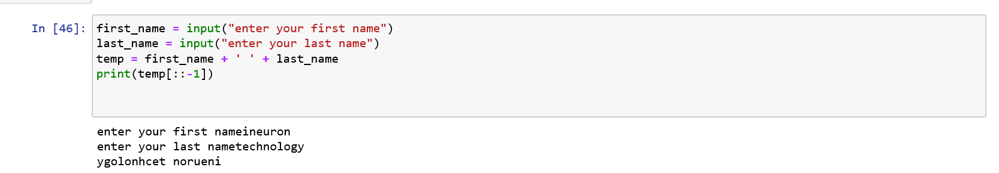 In [46]: first_name = input("enter your first name")
last_name = input("enter your last name")
temp = first_name + ' ' + last_name
print(temp[::-1])
enter your first nameineuron
enter your last nametechnology
ygolonhcet norueni